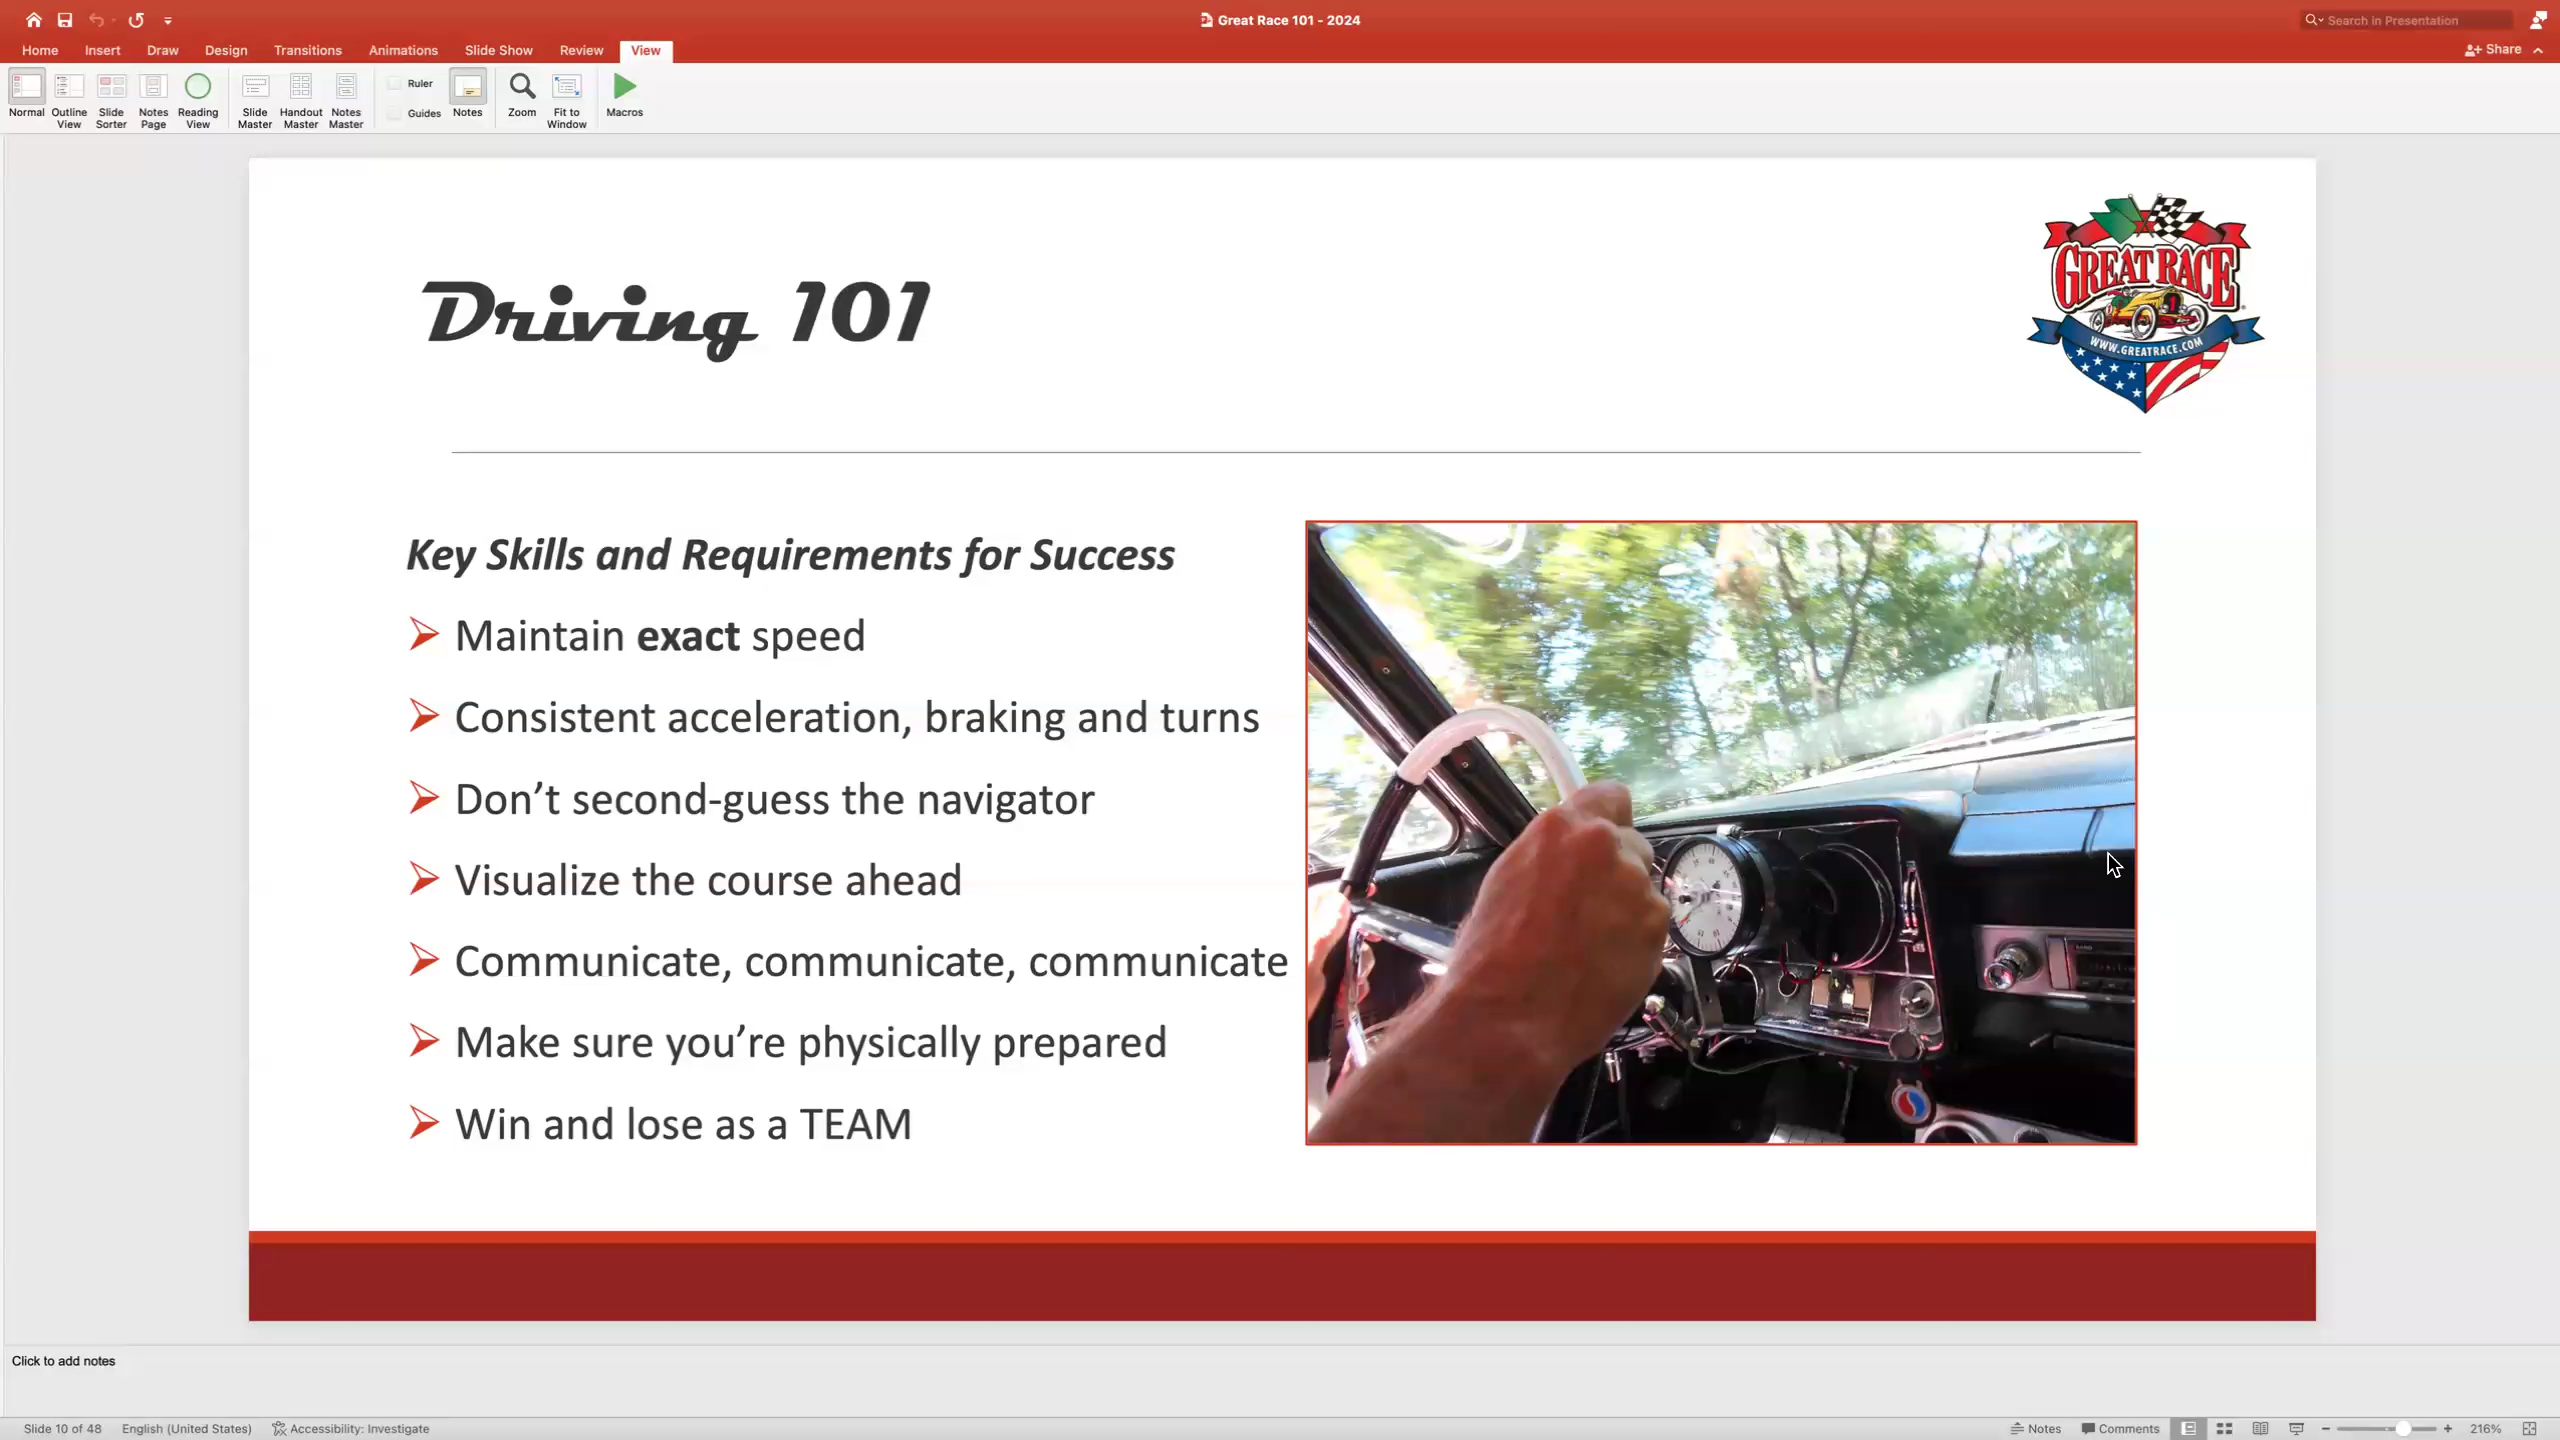 Great Race 101 - 2024
Search in Presentation
Home Insert Draw Design Transitions Animations Slide Show Review View
Share
Normal Outline View Slide Sorter Notes Page Reading View Slide Master Handout Master Notes Master Ruler Guides Notes Zoom Fit to Window Macros
GREAT RACE
WWW.GREATRACE.COM
Driving 101
Key Skills and Requirements for Success
Maintain exact speed
Consistent acceleration, braking and turns
Don’t second-guess the navigator
Visualize the course ahead
Communicate, communicate, communicate
Make sure you’re physically prepared
Win and lose as a TEAM
Click to add notes
Slide 10 of 48 English (United States) Accessibility: Investigate Notes Comments 216%